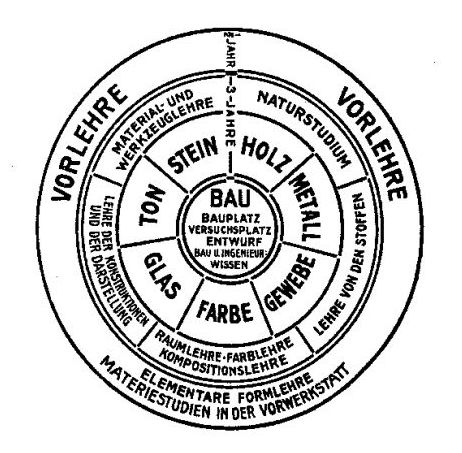 ½ JAHR
3 JAHRE
VORLEHRE
VORLEHRE
ELEMENTARE FORMLEHRE
MATERIESTUDIEN IN DER VORWERKSTATT
NATURSTUDIUM
LEHRE VON DEN STOFFEN
RAUMLEHRE-FARBLEHRE
KOMPOSITIONSLEHRE
LEHRE DER KONSTRUKTIONEN
UND DER DARSTELLUNG
MATERIAL-UND
WERKZEUGLEHRE
HOLZ
METALL
GEWEBE
FARBE
GLAS
TON
STEIN
BAU
BAUPLATZ
VERSUCHSPLATZ
ENTWURF
BAU U. INGENIEUR-
WISSEN